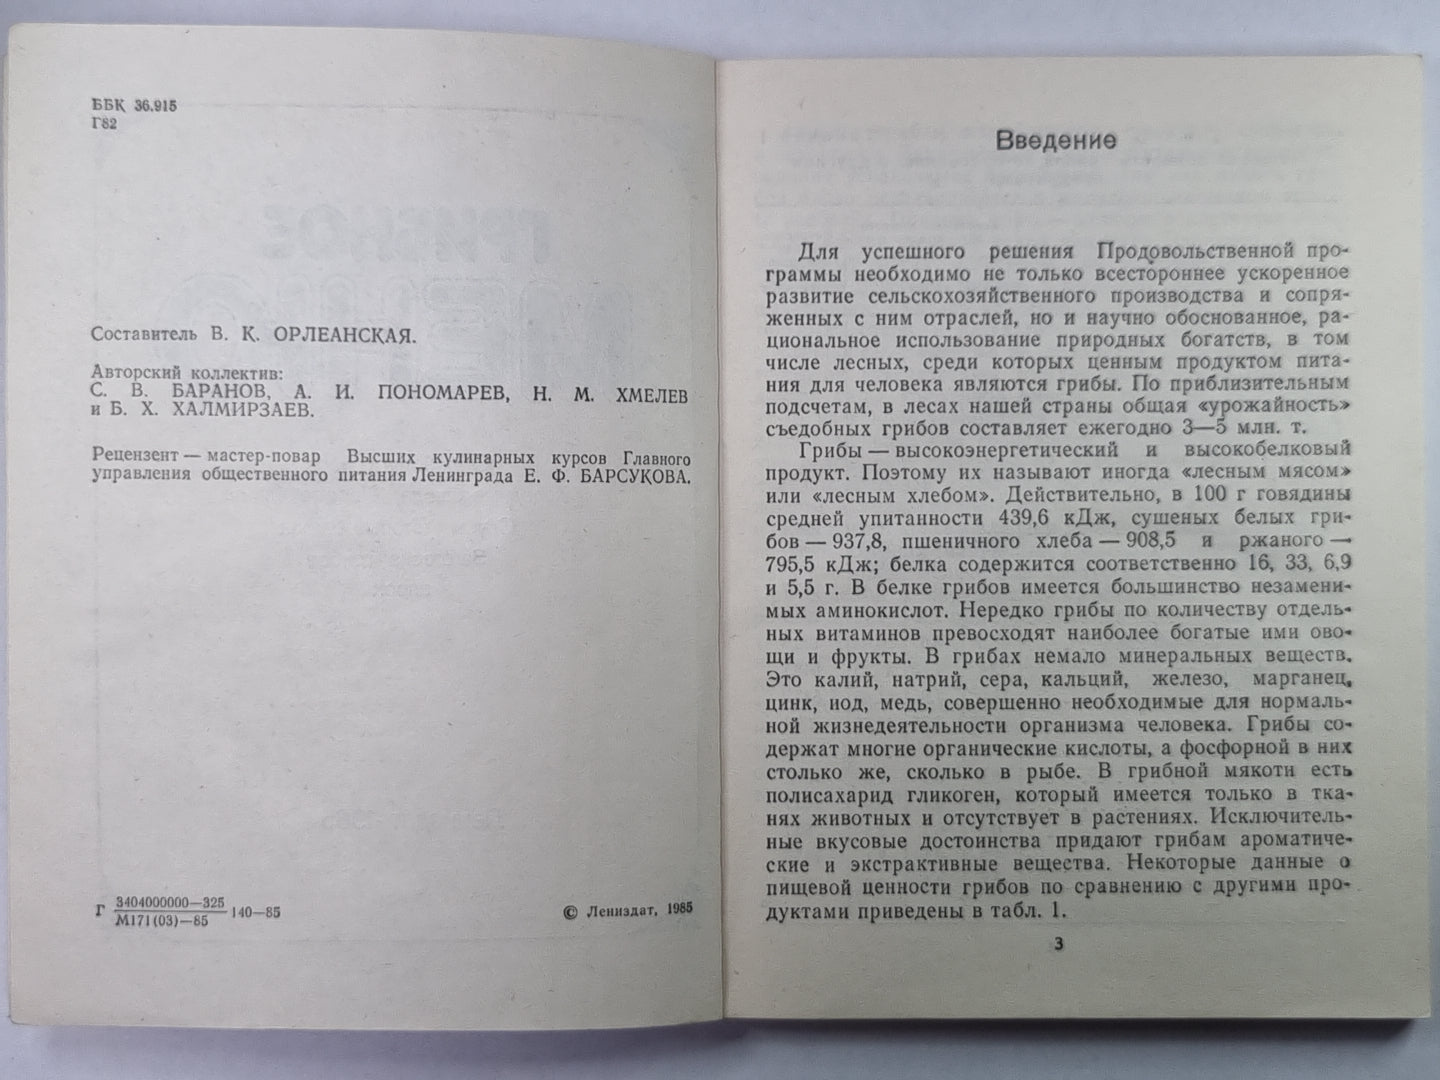 ББК 36.915
Г82
Составитель В. К. ОРЛЕАНСКАЯ.
Авторский коллектив:
С. В. БАРАНОВ, А. И. ПОНОМАРЕВ, Н. М. ХМЕЛЕВ
и Б. Х. ХАЛМИРЗАЕВ.
Рецензент — мастер-повар Высших кулинарных курсов Главного
управления общественного питания Ленинграда Е. Ф. БАРСУКОВА.
Г 3404000000—325
М171(03)—85 140—85
© Лениздат, 1985
Введение
Для успешного решения Продовольственной про-
граммы необходимо не только всестороннее ускоренное
развитие сельскохозяйственного производства и сопря-
женных с ним отраслей, но и научно обоснованное, ра-
циональное использование природных богатств, в том
числе лесных, среди которых ценным продуктом пита-
ния для человека являются грибы. По приблизительным
подсчетам, в лесах нашей страны общая «урожайность»
съедобных грибов составляет ежегодно 3—5 млн. т.
Грибы — высокоэнергетический и высокобелковый
продукт. Поэтому их называют иногда «лесным мясом»
или «лесным хлебом». Действительно, в 100 г говядины
средней упитанности 439,6 кДж, сушеных белых гри-
бов — 937,8, пшеничного хлеба — 908,5 и ржаного —
795,5 кДж; белка содержится соответственно 16, 33, 6,9
и 5,5 г. В белке грибов имеется большинство незамени-
мых аминокислот. Нередко грибы по количеству отдель-
ных витаминов превосходят наиболее богатые ими ово-
щи и фрукты. В грибах немало минеральных веществ.
Это калий, натрий, сера, кальций, железо, марганец,
цинк, иод, медь, совершенно необходимые для нормаль-
ной жизнедеятельности организма человека. Грибы со-
держат многие органические кислоты, а фосфорной в них
столько же, сколько в рыбе. В грибной мякоти есть
полисахарид гликоген, который имеется только в тка-
нях животных и отсутствует в растениях. Исключитель-
ные вкусовые достоинства придают грибам ароматиче-
ские и экстрактивные вещества. Некоторые данные о
пищевой ценности грибов по сравнению с другими про-
дуктами приведены в табл. 1.
3